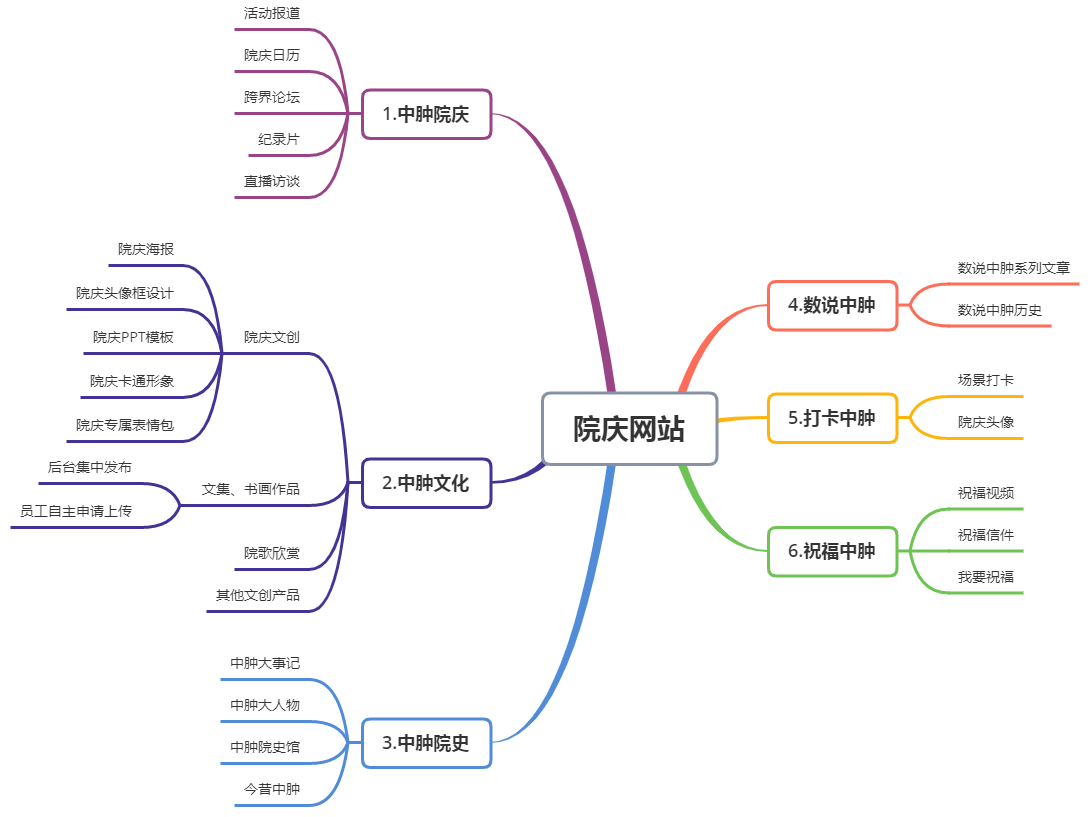 院庆网站
1.中肿院庆
活动报道
院庆日历
跨界论坛
纪录片
直播访谈
2.中肿文化
院庆文创
院庆海报
院庆头像框设计
院庆PPT模板
院庆卡通形象
院庆专属表情包
文集、书画作品
后台集中发布
员工自主申请上传
院歌欣赏
其他文创产品
3.中肿院史
中肿大事记
中肿大人物
中肿院史馆
今昔中肿
4.数说中肿
数说中肿系列文章
数说中肿历史
5.打卡中肿
场景打卡
院庆头像
6.祝福中肿
祝福视频
祝福信件
我要祝福